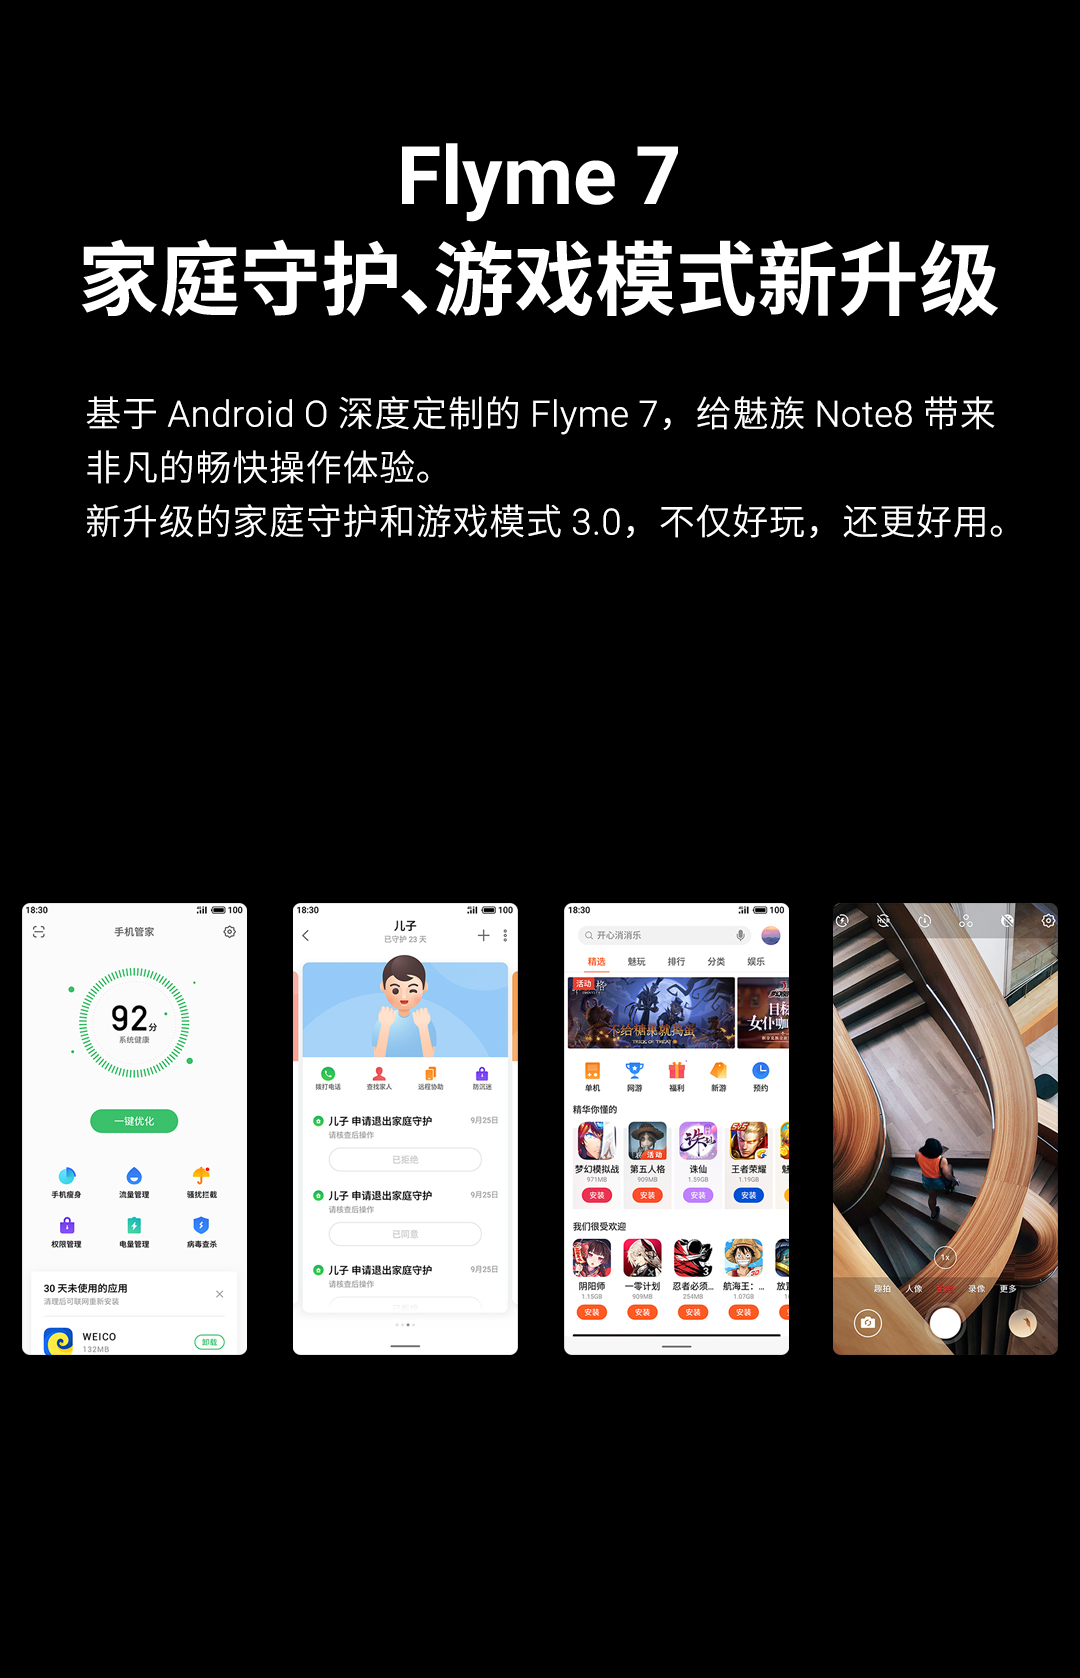 Flyme 7
家庭守护、游戏模式新升级
基于 Android O 深度定制的 Flyme 7，给魅族 Note8 带来
非凡的畅快操作体验。
新升级的家庭守护和游戏模式 3.0，不仅好玩，还更好用。
18:30 100
手机管家
92分
系统健康
一键优化
手机瘦身 流量管理 骚扰拦截
权限管理 电量管理 病毒查杀
30 天未使用的应用
清理后可联网重新安装
WEICO
132MB
卸载
18:30 100
儿子
已守护 23 天
拨打电话 查找家人 远程协助 防沉迷
儿子 申请退出家庭守护 9月25日
请核查后操作
已拒绝
儿子 申请退出家庭守护 9月25日
请核查后操作
已同意
儿子 申请退出家庭守护 9月25日
请核查后操作
18:30 100
开心消消乐
精选 魅玩 排行 分类 娱乐
活动
不给糖果就捣蛋
TRICK OR TREAT
单机 网游 福利 新游 预约
精华你懂的
活动
梦幻模拟战 第五人格 诛仙 王者荣耀
971MB 909MB 1.59GB 1.19GB
安装 安装 安装 安装
我们很受欢迎
阴阳师 一零计划 忍者必须... 航海王：...
1.15GB 909MB 254MB 1.07GB
安装 安装 安装 安装
1x
趣拍 人像 录像 更多